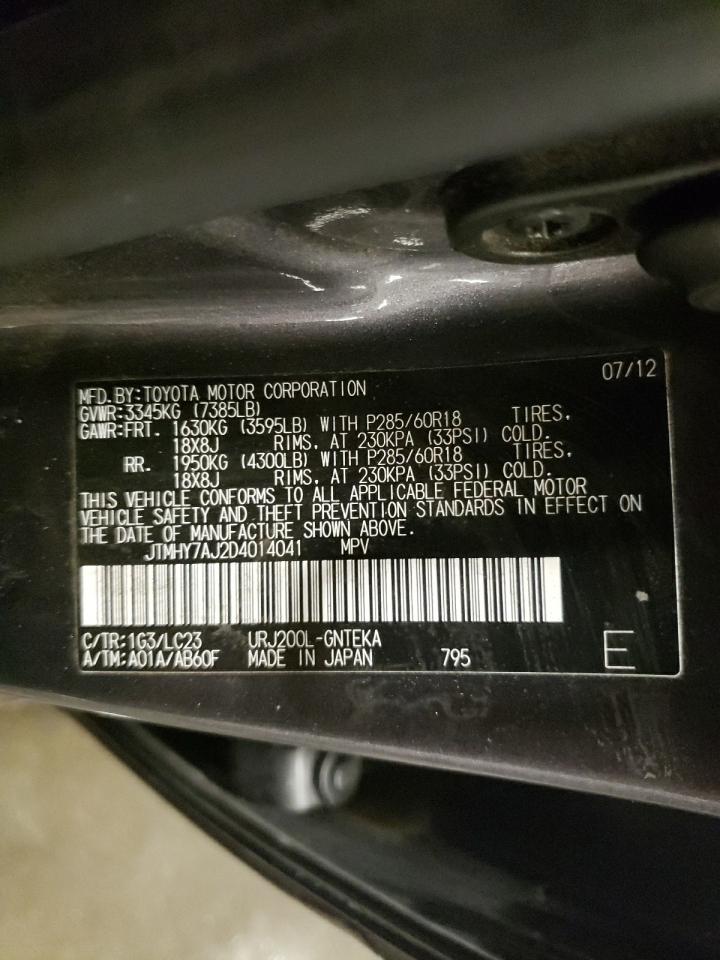 07/12
MFD.BY:TOYOTA MOTOR CORPORATION
GVWR:3345KG (7385LB)
GAWR:FRT. 1630KG (3595LB) WITH P285/60R18 TIRES,
18X8J RIMS, AT 230KPA (33PSI) COLD.
RR. 1950KG (4300LB) WITH P285/60R18 TIRES,
18X8J RIMS, AT 230KPA (33PSI) COLD.
THIS VEHICLE CONFORMS TO ALL APPLICABLE FEDERAL MOTOR
VEHICLE SAFETY AND THEFT PREVENTION STANDARDS IN EFFECT ON
THE DATE OF MANUFACTURE SHOWN ABOVE.
JTMHY7AJ2D4014041 MPV
C/TR:1G3/LC23 URJ200L-GNTEKA
A/TM:A01A/AB60F MADE IN JAPAN 795 E